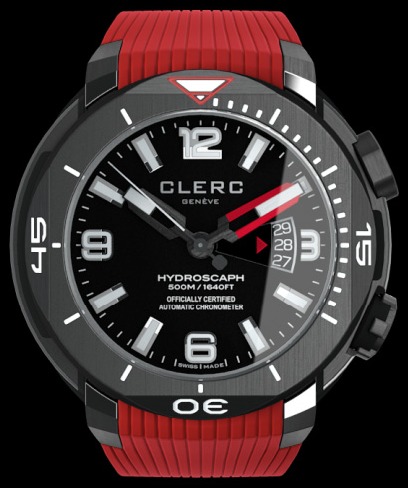 12
CLERC
GENÈVE
29
45 9 28 3 15
27
HYDROSCAPH
500M / 1640FT
OFFICIALLY CERTIFIED
AUTOMATIC CHRONOMETER
6
SWISS MADE
30